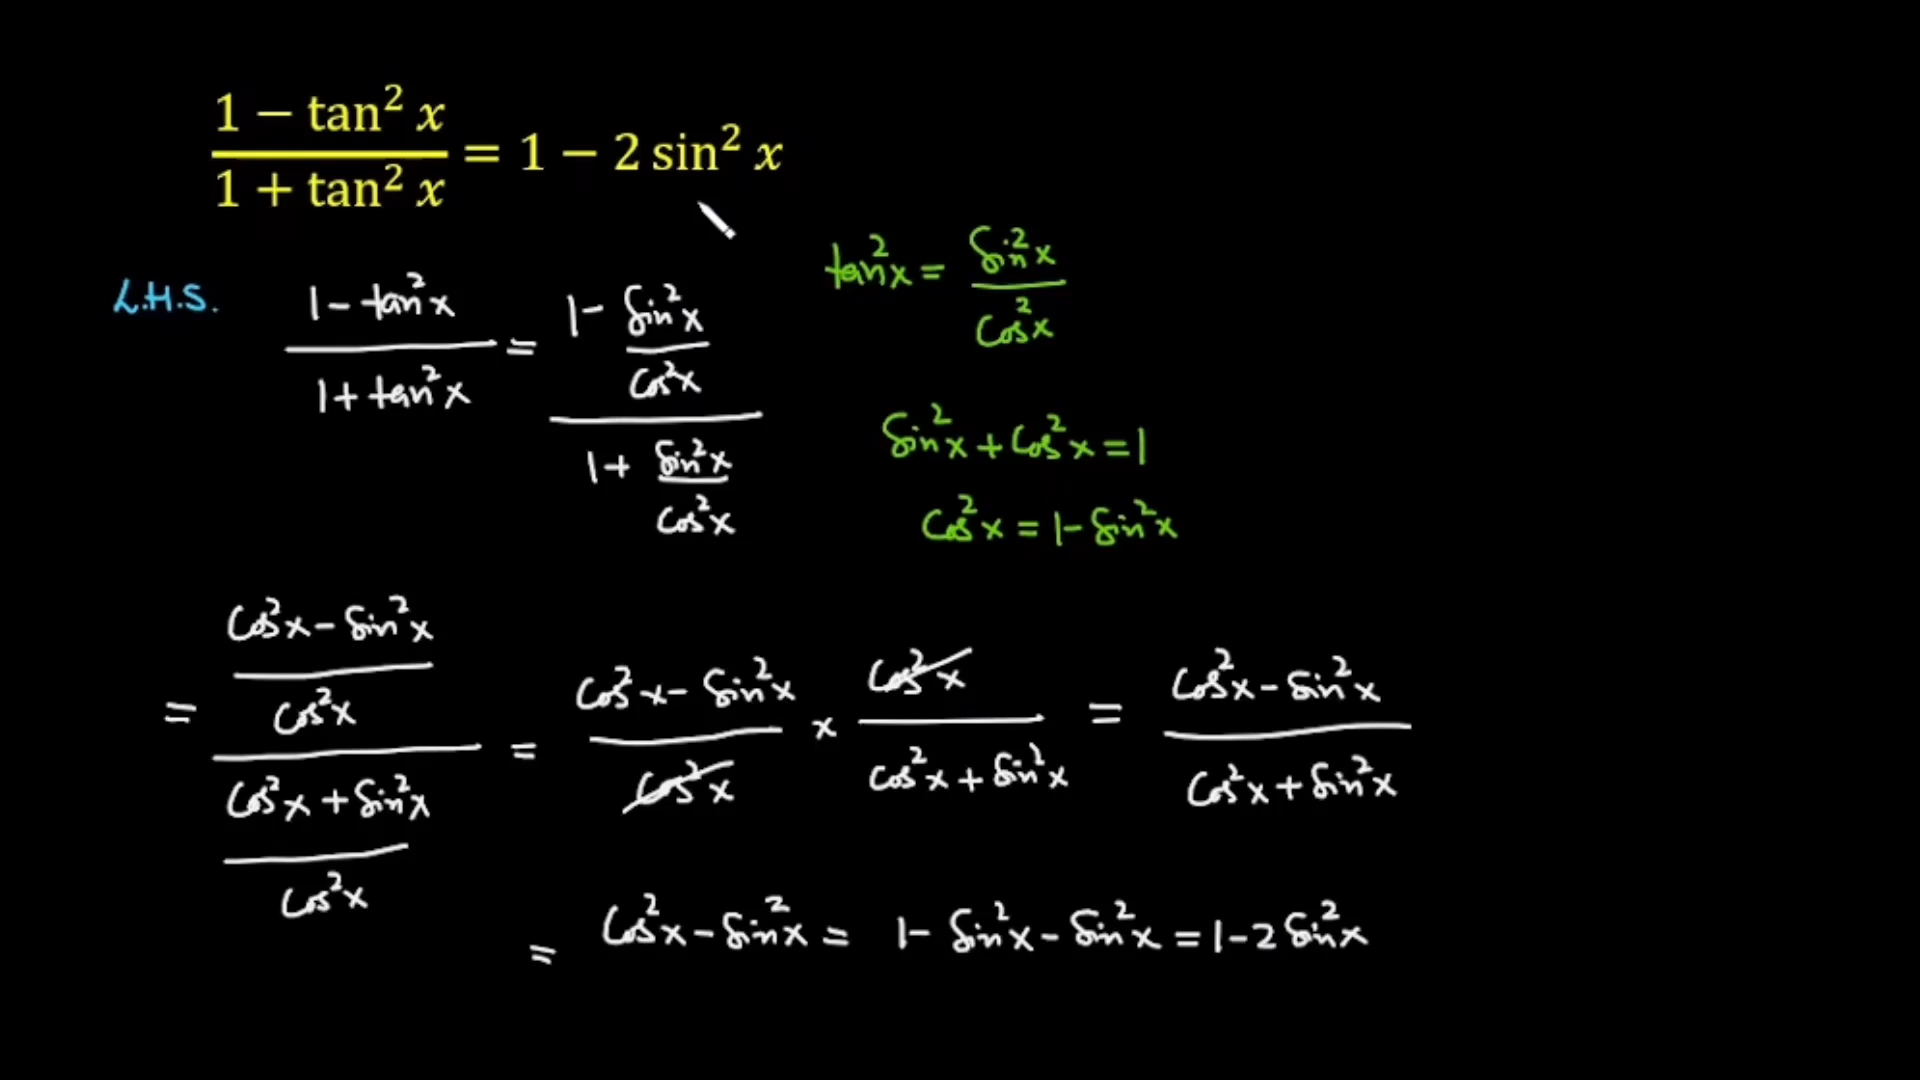 (1 − tan² x)/(1 + tan² x) = 1 − 2 sin² x
tan²x = sin²x/cos²x
L.H.S. (1 − tan²x)/(1 + tan²x) = (1 − sin²x/cos²x)/(1 + sin²x/cos²x)
sin²x + cos²x = 1
cos²x = 1 − sin²x
= ((cos²x − sin²x)/cos²x)/((cos²x + sin²x)/cos²x) = (cos²x − sin²x)/cos²x × cos²x/(cos²x + sin²x) = (cos²x − sin²x)/(cos²x + sin²x)
= cos²x − sin²x = 1 − sin²x − sin²x = 1 − 2 sin²x